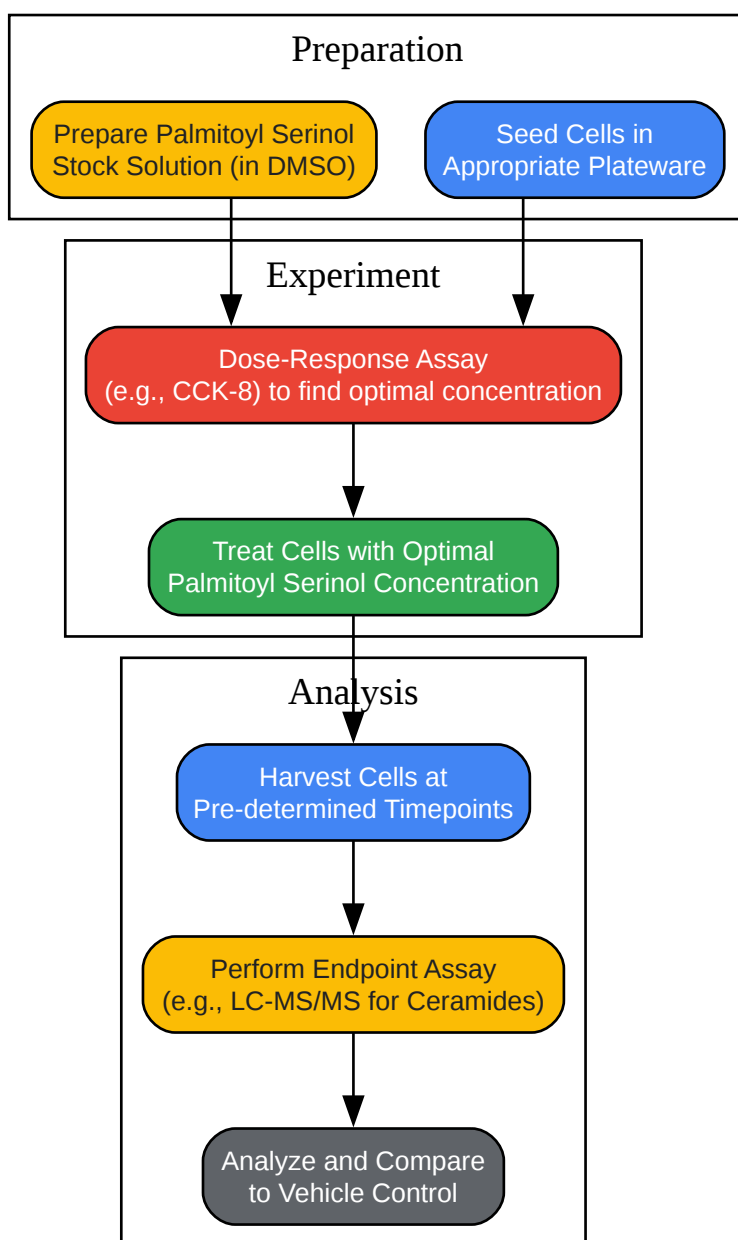 Preparation
Prepare Palmitoyl Serinol
Stock Solution (in DMSO)
Seed Cells in
Appropriate Plateware
Experiment
Dose-Response Assay
(e.g., CCK-8) to find optimal concentration
Treat Cells with Optimal
Palmitoyl Serinol Concentration
Analysis
Harvest Cells at
Pre-determined Timepoints
Perform Endpoint Assay
(e.g., LC-MS/MS for Ceramides)
Analyze and Compare
to Vehicle Control